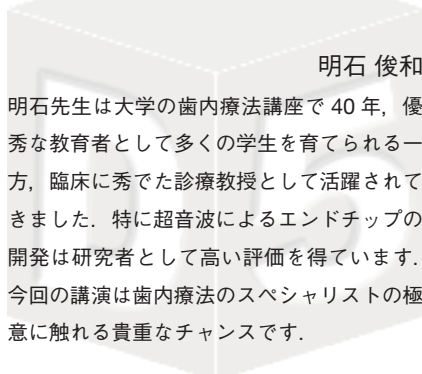 明石 俊和
明石先生は大学の歯内療法講座で 40 年，優
秀な教育者として多くの学生を育てられる一
方，臨床に秀でた診療教授として活躍されて
きました．特に超音波によるエンドチップの
開発は研究者として高い評価を得ています．
今回の講演は歯内療法のスペシャリストの極
意に触れる貴重なチャンスです．